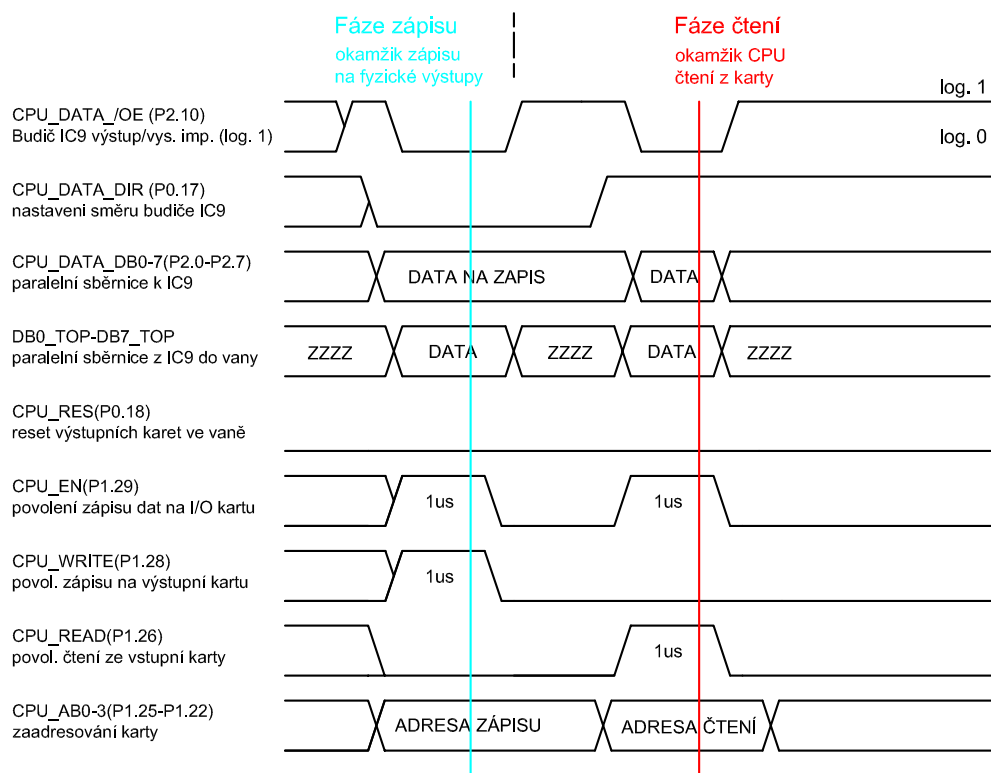 Fáze zápisu
okamžik zápisu
na fyzické výstupy
Fáze čtení
okamžik CPU
čtení z karty
log. 1
log. 0
CPU_DATA_/OE (P2.10)
Budič IC9 výstup/vys. imp. (log. 1)
CPU_DATA_DIR (P0.17)
nastaveni směru budiče IC9
CPU_DATA_DB0-7(P2.0-P2.7)
paralelní sběrnice k IC9
DATA NA ZAPIS
DATA
DB0_TOP-DB7_TOP
paralelní sběrnice z IC9 do vany
ZZZZ
DATA
ZZZZ
DATA
ZZZZ
CPU_RES(P0.18)
reset výstupních karet ve vaně
CPU_EN(P1.29)
povolení zápisu dat na I/O kartu
1us
1us
CPU_WRITE(P1.28)
povol. zápisu na výstupní kartu
1us
CPU_READ(P1.26)
povol. čtení ze vstupní karty
1us
CPU_AB0-3(P1.25-P1.22)
zaadresování karty
ADRESA ZÁPISU
ADRESA ČTENÍ